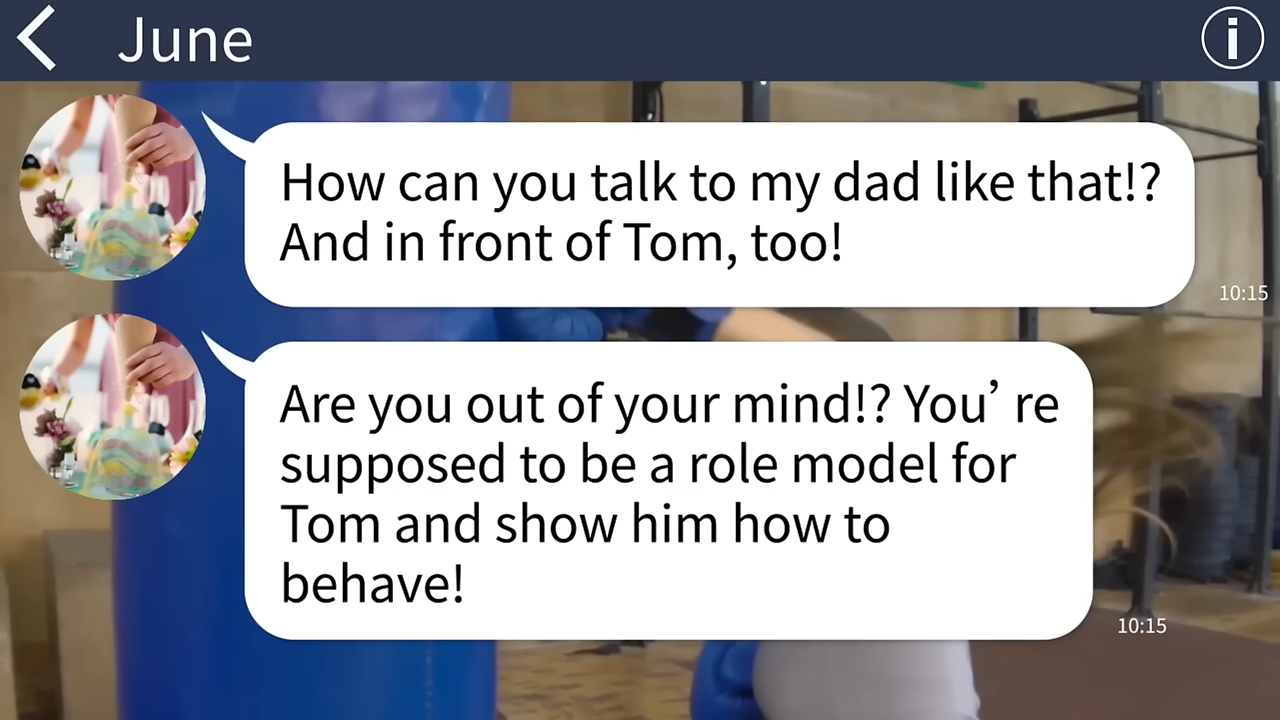 June
How can you talk to my dad like that!?
And in front of Tom, too!
10:15
Are you out of your mind!? You’ re
supposed to be a role model for
Tom and show him how to
behave!
10:15